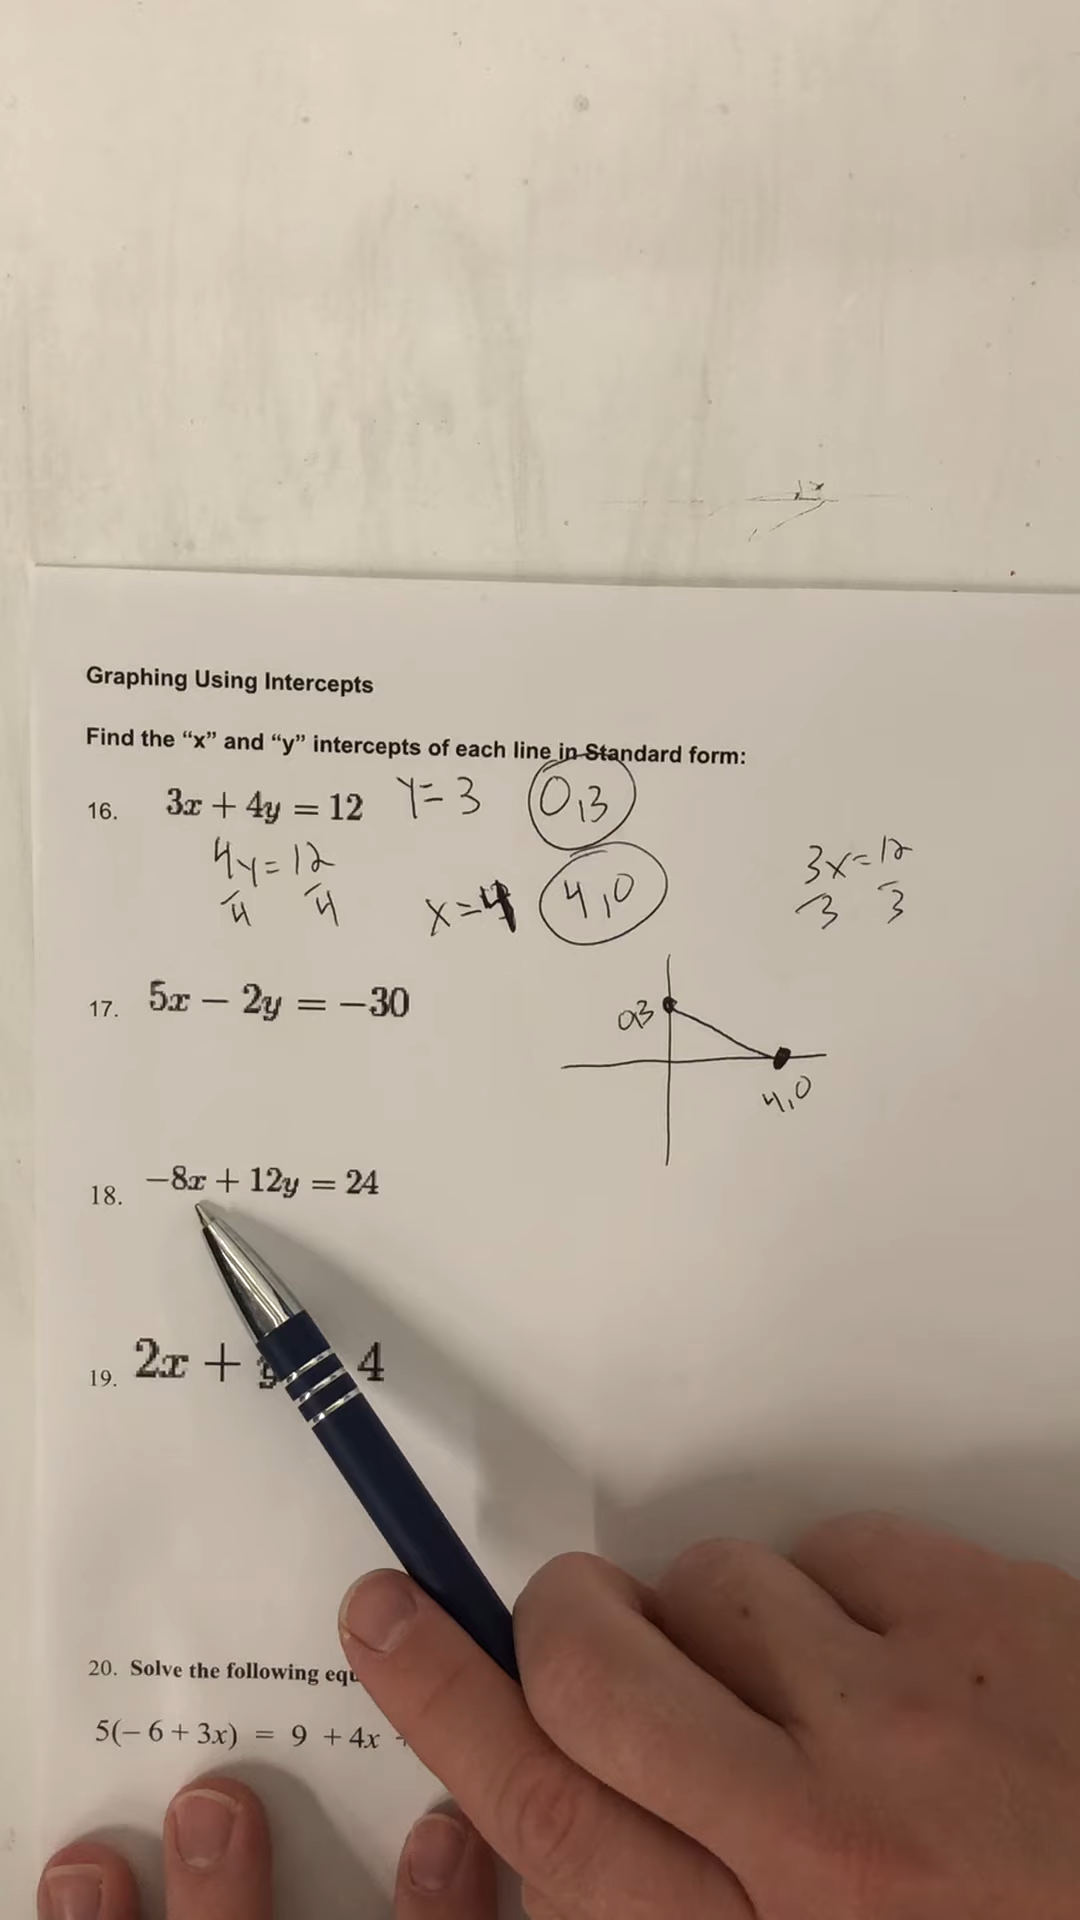 Graphing Using Intercepts
Find the “x” and “y” intercepts of each line in Standard form:
16. 3x + 4y = 12 Y=3 0,3
4y=12
4 4
x=4 4,0
3x=12
3 3
17. 5x − 2y = −30
0,3
4,0
18. −8x + 12y = 24
19. 2x + 4
20. Solve the following
5(− 6 + 3x) = 9 + 4x